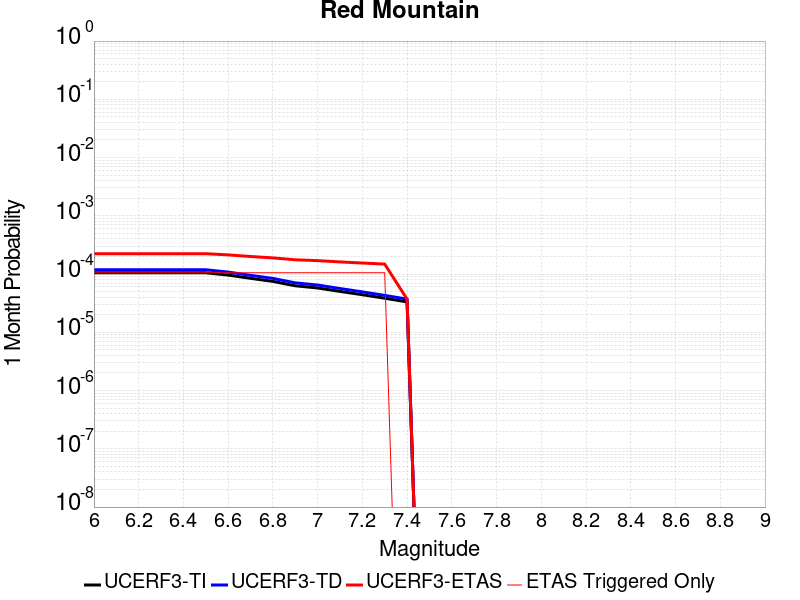 Red Mountain
1 Month Probability
10^0
10^-1
10^-2
10^-3
10^-4
10^-5
10^-6
10^-7
10^-8
6 6.2 6.4 6.6 6.8 7 7.2 7.4 7.6 7.8 8 8.2 8.4 8.6 8.8 9
Magnitude
UCERF3-TI UCERF3-TD UCERF3-ETAS ETAS Triggered Only